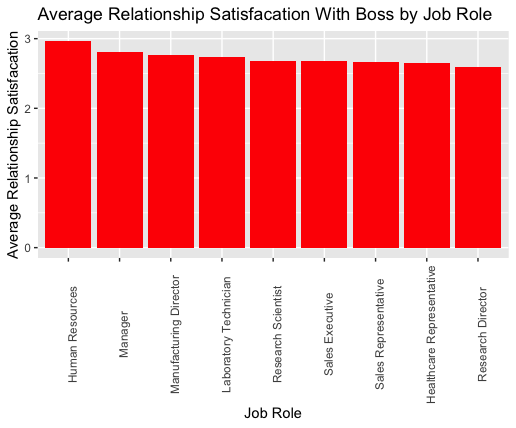 Average Relationship Satisfacation With Boss by Job Role
Average Relationship Satisfacation
3
2
1
0
Human Resources
Manager
Manufacturing Director
Laboratory Technician
Research Scientist
Sales Executive
Sales Representative
Healthcare Representative
Research Director
Job Role